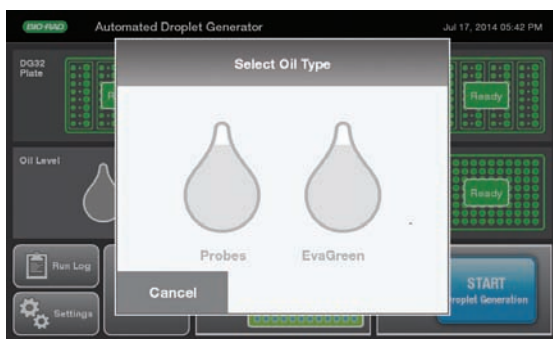 BIO-RAD Automated Droplet Generator Jul 17, 2014 05:42 PM
Select Oil Type
DG32
Plate
Ready
Oil Level
Ready
Probes EvaGreen
Run Log
Cancel
START
Droplet Generation
Settings